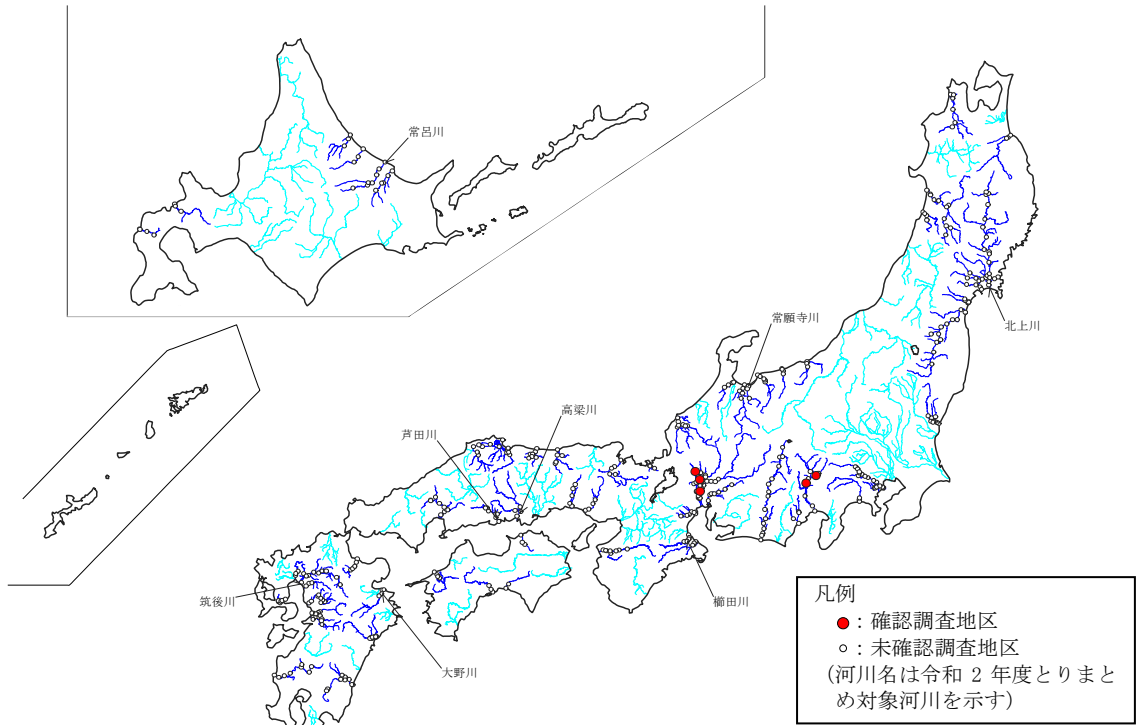 常呂川
北上川
常願寺川
高梁川
芦田川
櫛田川
筑後川
大野川
凡例
：確認調査地区
：未確認調査地区
(河川名は令和 2 年度とりまと
め対象河川を示す)